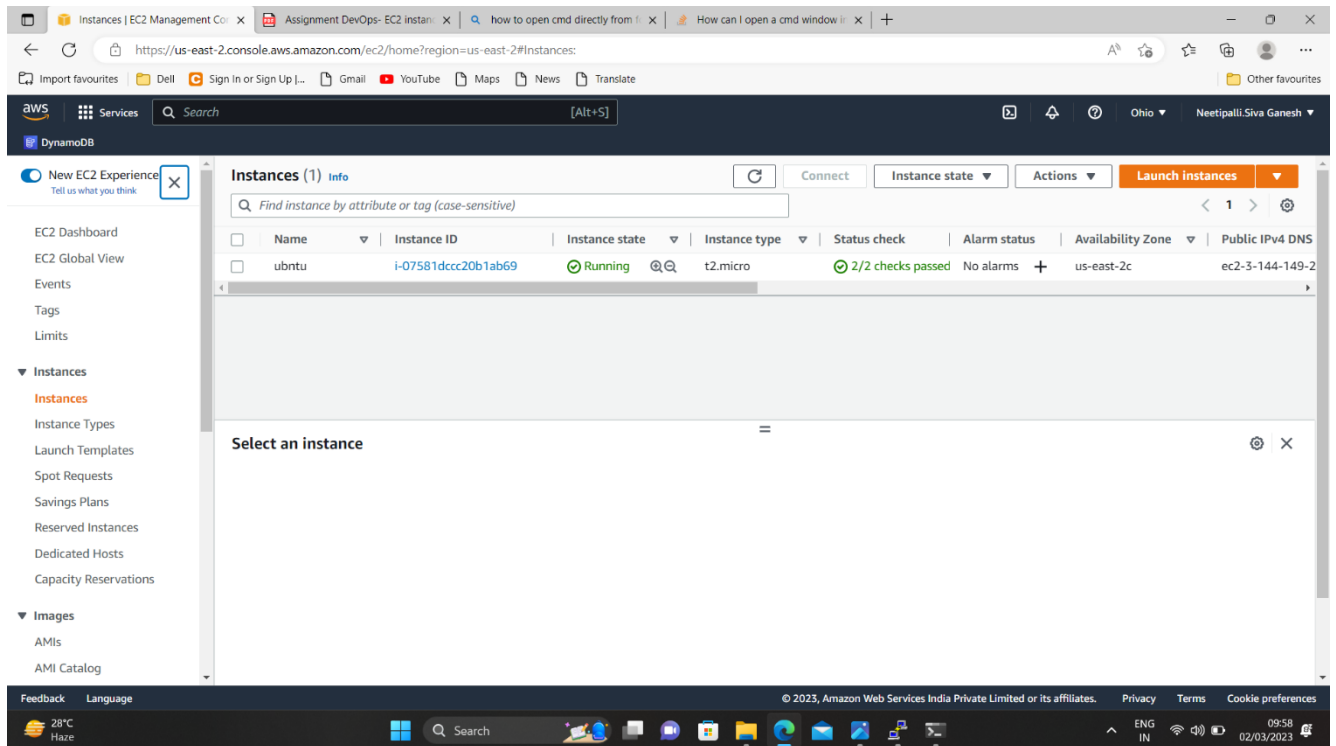 Instances | EC2 Management Co
Assignment DevOps- EC2 instanc
how to open cmd directly from f
How can I open a cmd window in
https://us-east-2.console.aws.amazon.com/ec2/home?region=us-east-2#Instances:
Import favourites Dell Sign In or Sign Up |... Gmail YouTube Maps News Translate Other favourites
aws Services Search [Alt+S] Ohio Neetipalli.Siva Ganesh
DynamoDB
New EC2 Experience
Tell us what you think
EC2 Dashboard
EC2 Global View
Events
Tags
Limits
Instances
Instances
Instance Types
Launch Templates
Spot Requests
Savings Plans
Reserved Instances
Dedicated Hosts
Capacity Reservations
Images
AMIs
AMI Catalog
Instances (1) Info Connect Instance state Actions Launch instances
Find instance by attribute or tag (case-sensitive) 1
Name Instance ID Instance state Instance type Status check Alarm status Availability Zone Public IPv4 DNS
ubntu i-07581dccc20b1ab69 Running t2.micro 2/2 checks passed No alarms + us-east-2c ec2-3-144-149-2
Select an instance
Feedback Language © 2023, Amazon Web Services India Private Limited or its affiliates. Privacy Terms Cookie preferences
28°C
Haze
Search
ENG
IN
09:58
02/03/2023